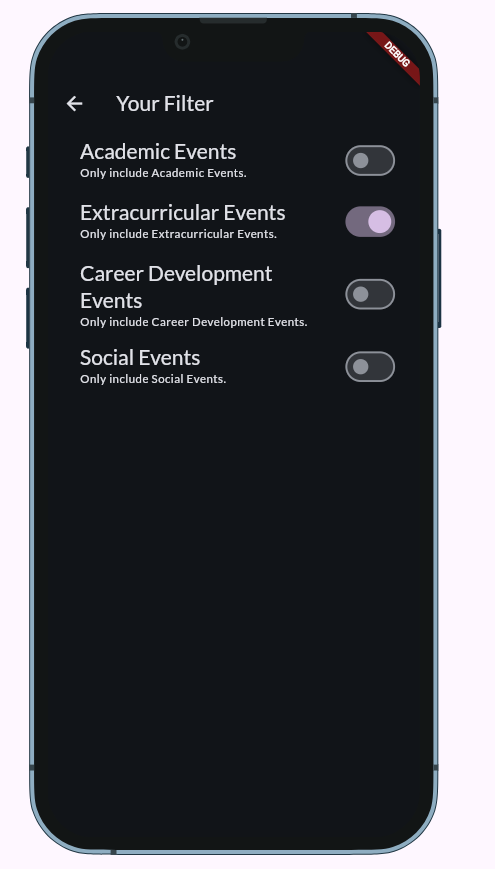 DEBUG
Your Filter
Academic Events
Only include Academic Events.
Extracurricular Events
Only include Extracurricular Events.
Career Development
Events
Only include Career Development Events.
Social Events
Only include Social Events.